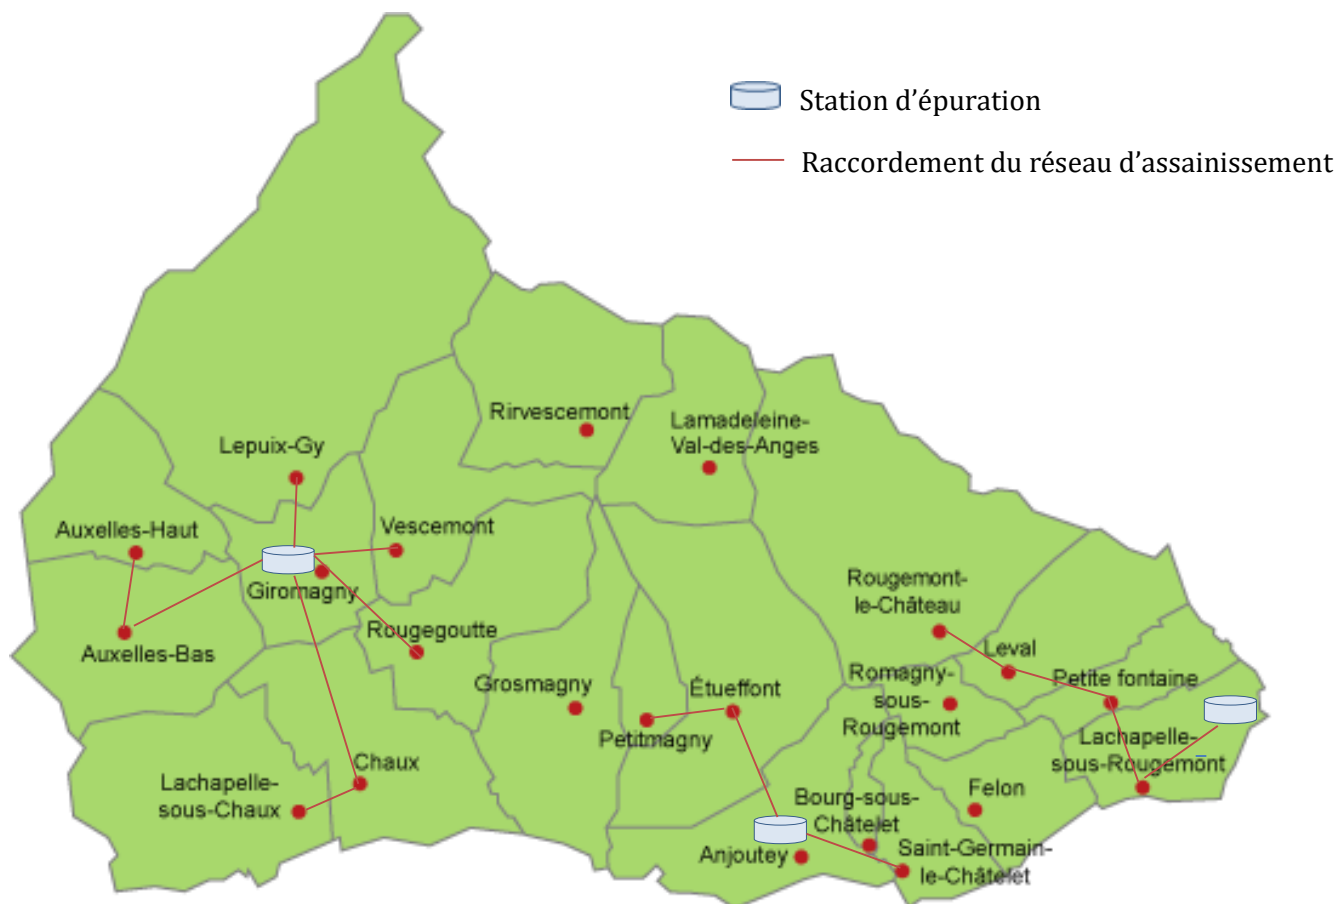 Station d'épuration
Raccordement du réseau d'assainissement
Rirvescemont
Lamadeleine-
Val-des-Anges
Lepuix-Gy
Auxelles-Haut
Vescemont
Giromagny
Rougemont-
le-Château
Rougegoutte
Auxelles-Bas
Leval
Romagny-
sous-
Rougemont
Petite fontaine
Grosmagny
Étueffont
Petitmagny
Lachapelle-
sous-Rougemont
Chaux
Lachapelle-
sous-Chaux
Felon
Bourg-sous-
Châtelet
Anjoutey
Saint-Germain-
le-Châtelet